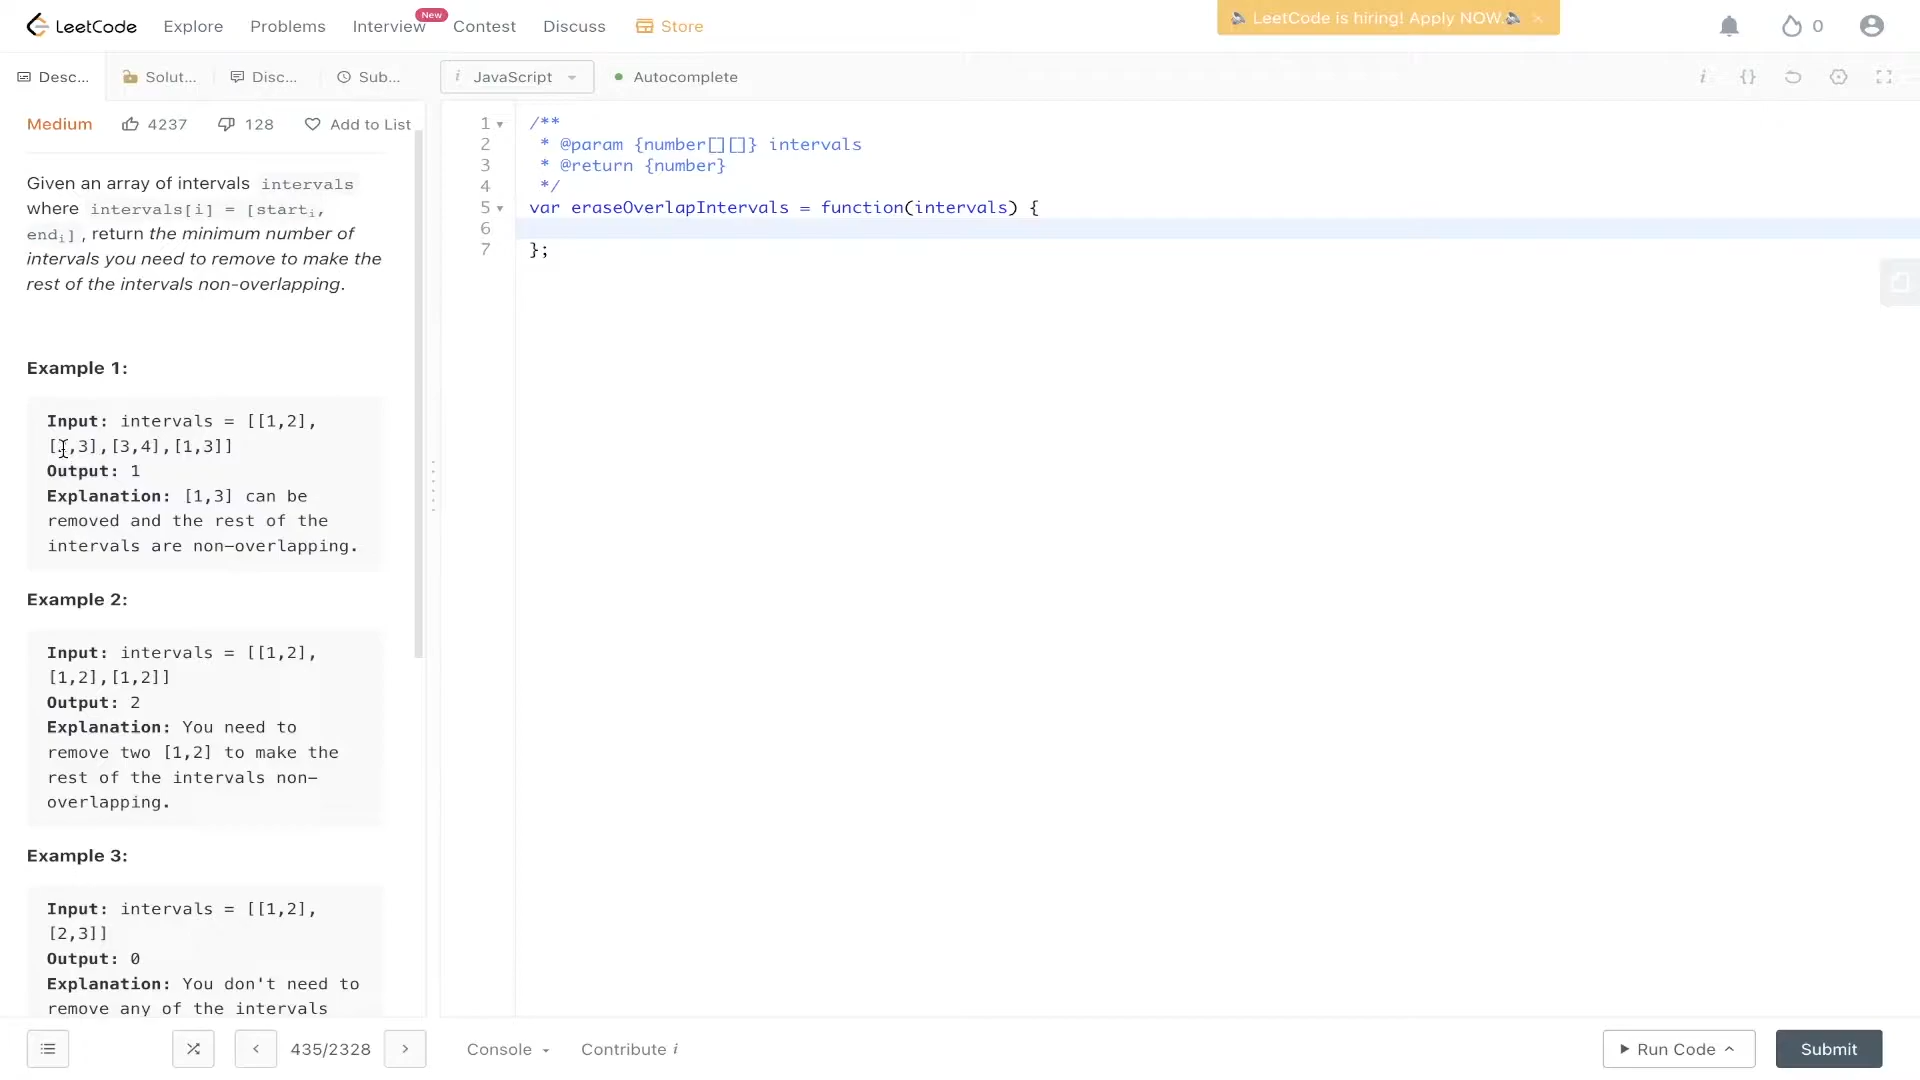 LeetCode Explore Problems Interview New Contest Discuss Store LeetCode is hiring! Apply NOW. 0
Desc... Solut... Disc... Sub... i JavaScript Autocomplete i {}
Medium 4237 128 Add to List
Given an array of intervals intervals
where intervals[i] = [starti,
endi], return the minimum number of
intervals you need to remove to make the
rest of the intervals non-overlapping.
Example 1:
Input: intervals = [[1,2],
[ ,3],[3,4],[1,3]]
Output: 1
Explanation: [1,3] can be
removed and the rest of the
intervals are non-overlapping.
Example 2:
Input: intervals = [[1,2],
[1,2],[1,2]]
Output: 2
Explanation: You need to
remove two [1,2] to make the
rest of the intervals non-
overlapping.
Example 3:
Input: intervals = [[1,2],
[2,3]]
Output: 0
Explanation: You don't need to
remove any of the intervals
1 /**
2 * @param {number[][]} intervals
3 * @return {number}
4 */
5 var eraseOverlapIntervals = function(intervals) {
6
7 };
435/2328 Console Contribute i Run Code Submit